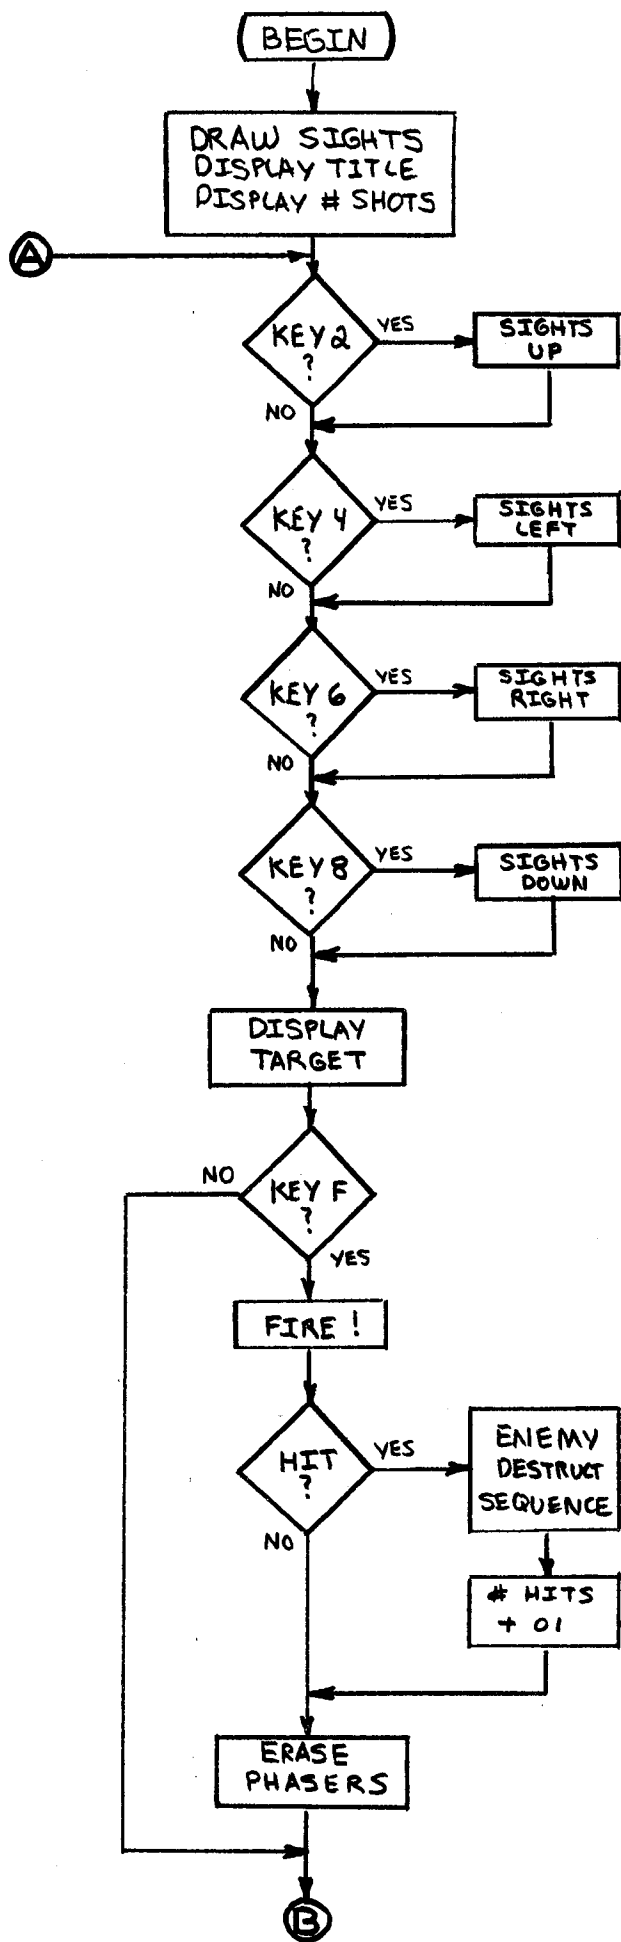 BEGIN
DRAW SIGHTS
DISPLAY TITLE
DISPLAY # SHOTS
A
KEY 2
?
YES
SIGHTS
UP
NO
KEY 4
?
YES
SIGHTS
LEFT
NO
KEY 6
?
YES
SIGHTS
RIGHT
NO
KEY 8
?
YES
SIGHTS
DOWN
NO
DISPLAY
TARGET
KEY F
?
NO
YES
FIRE !
HIT
?
YES
ENEMY
DESTRUCT
SEQUENCE
NO
# HITS
+ 01
ERASE
PHASERS
B